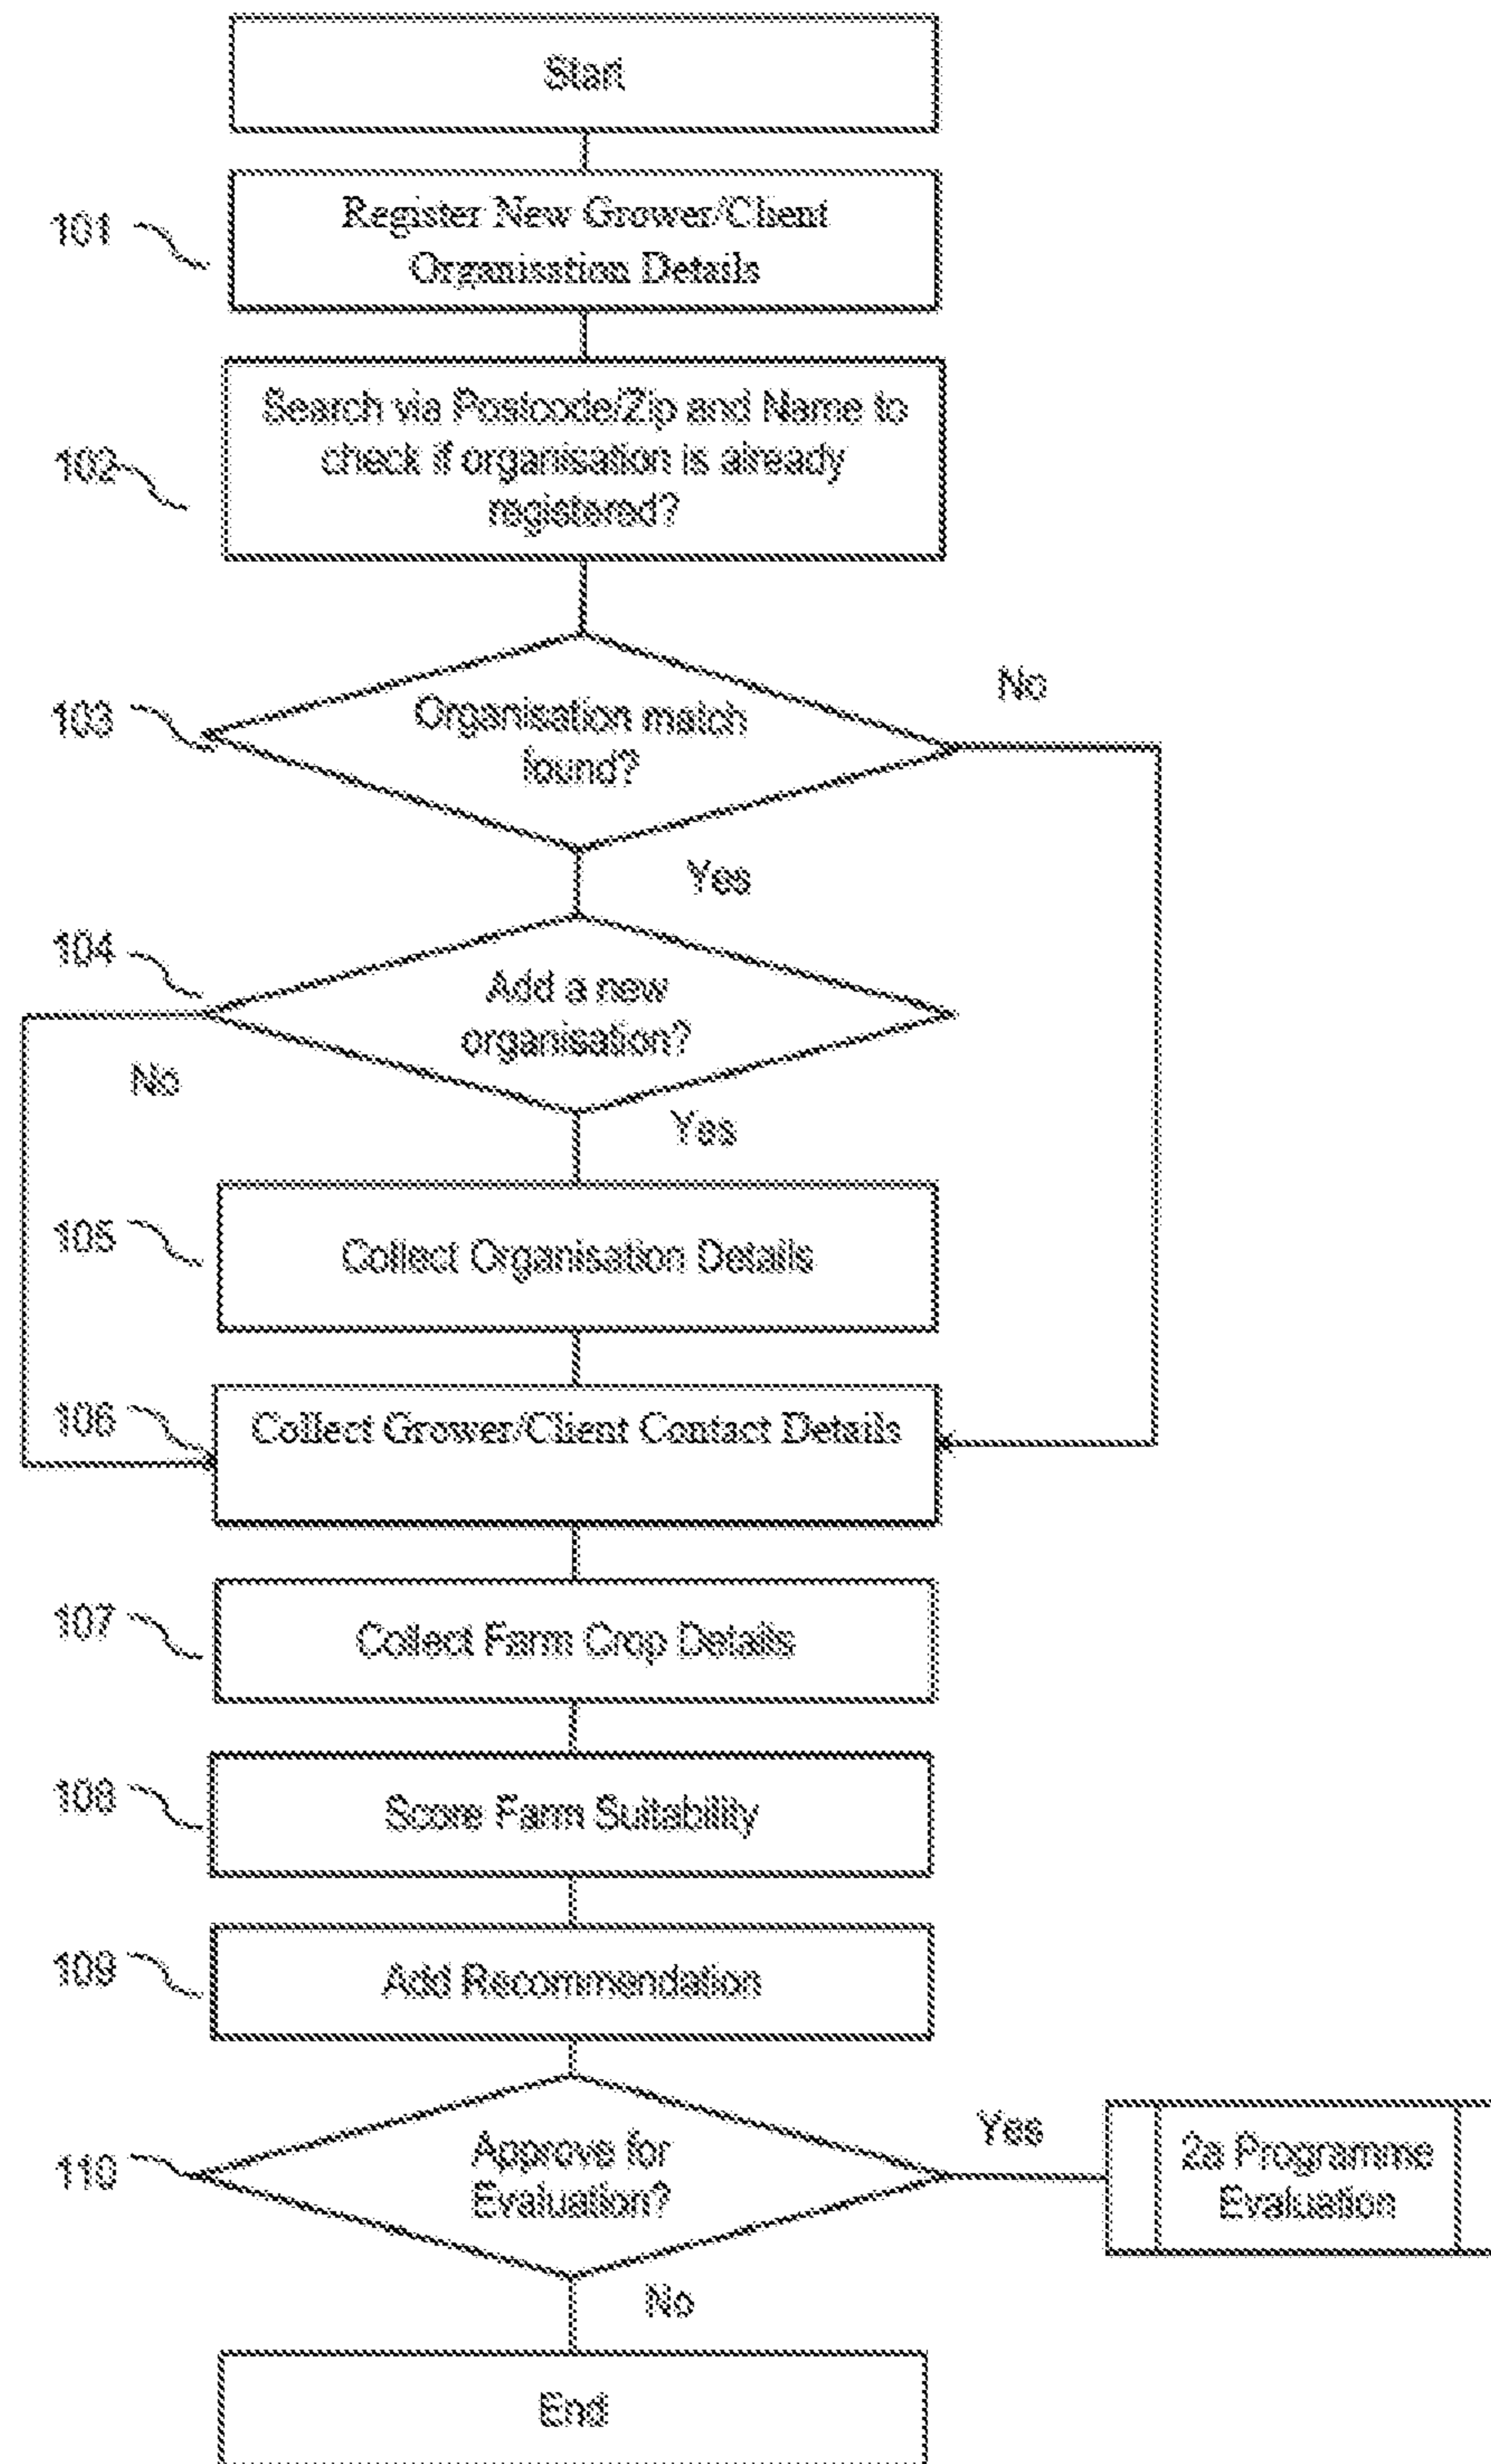 Start
101
Register New Grower/Client
Organisstion Details
102
Search via Postcode/Zip and Name to
check if organisation is already
registered?
103
Organisation match
found?
No
Yes
104
Add a new
organisation?
No
Yes
105
Collect Organisation Details
106
Collect Grower/Client Contact Details
107
Collect Farm Crop Details
108
Score Farm Suitability
109
Add Recommendation
110
Approve for
Evaluation?
Yes
2a Programme
Evaluation
No
End